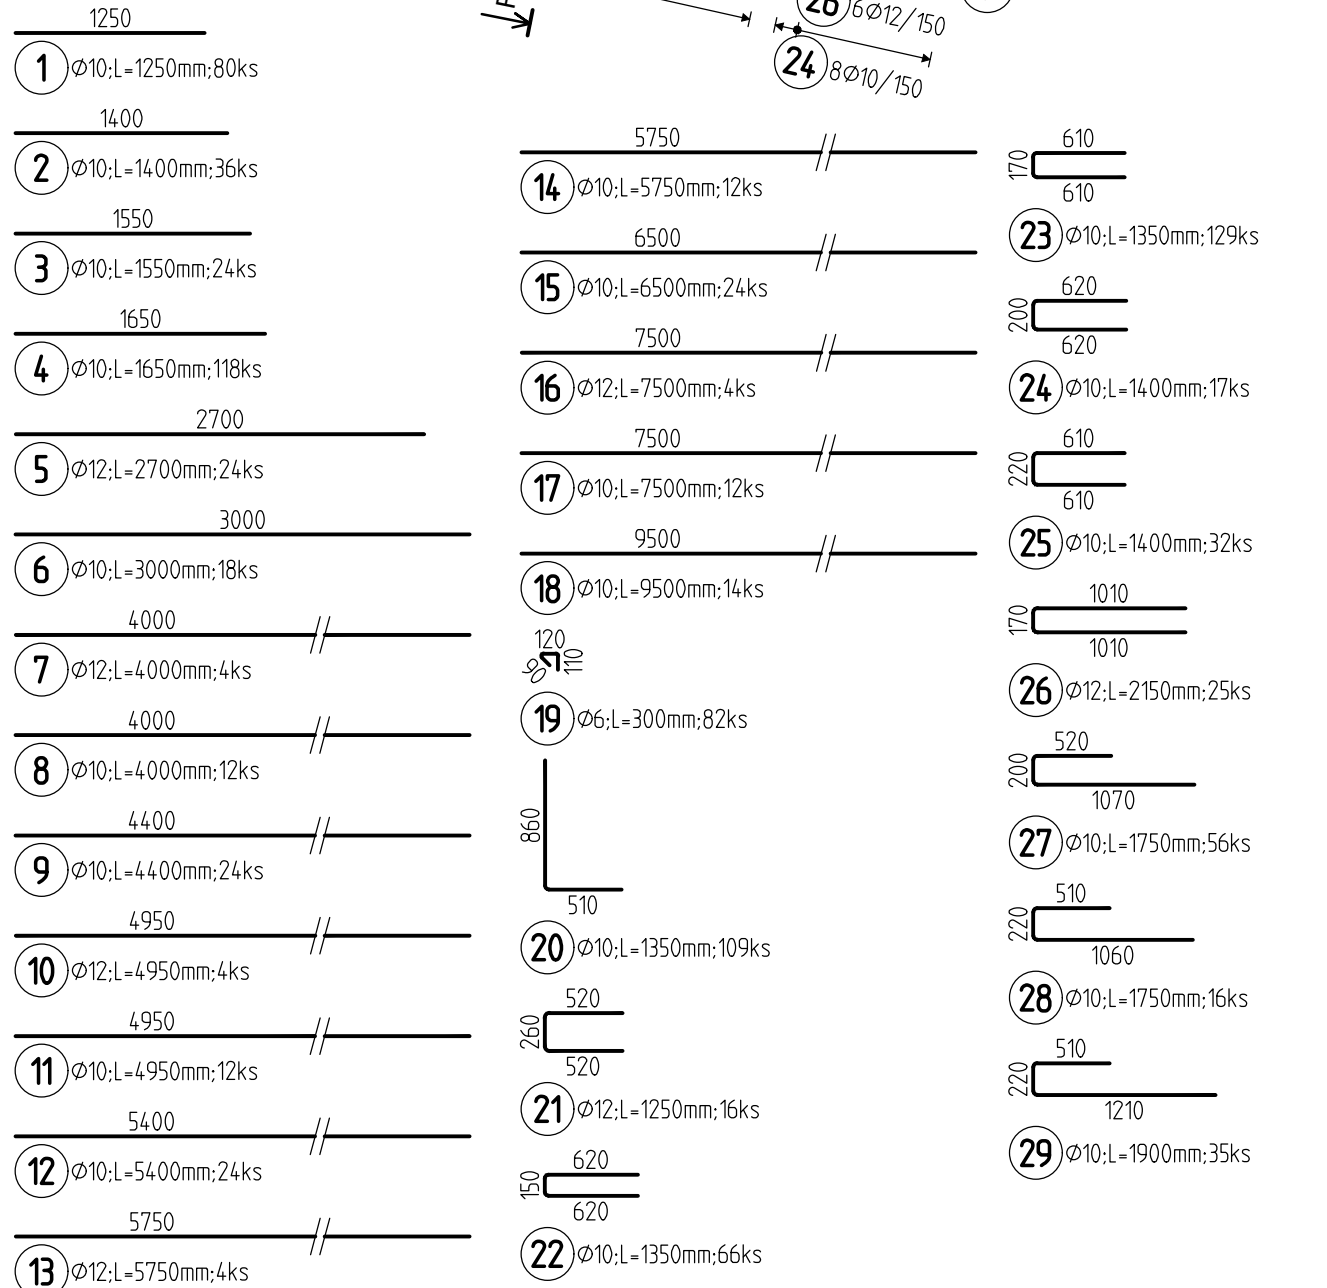 1250
1 Ø10;L=1250mm;80ks
1400
2 Ø10;L=1400mm;36ks
1550
3 Ø10;L=1550mm;24ks
1650
4 Ø10;L=1650mm;118ks
2700
5 Ø12;L=2700mm;24ks
3000
6 Ø10;L=3000mm;18ks
4000
7 Ø12;L=4000mm;4ks
4000
8 Ø10;L=4000mm;12ks
4400
9 Ø10;L=4400mm;24ks
4950
10 Ø12;L=4950mm;4ks
4950
11 Ø10;L=4950mm;12ks
5400
12 Ø10;L=5400mm;24ks
5750
13 Ø12;L=5750mm;4ks
26 6Ø12/150
24 8Ø10/150
5750
14 Ø10;L=5750mm;12ks
6500
15 Ø10;L=6500mm;24ks
7500
16 Ø12;L=7500mm;4ks
7500
17 Ø10;L=7500mm;12ks
9500
18 Ø10;L=9500mm;14ks
120
90
110
19 Ø6;L=300mm;82ks
860
510
20 Ø10;L=1350mm;109ks
520
260
520
21 Ø12;L=1250mm;16ks
620
150
620
22 Ø10;L=1350mm;66ks
610
170
610
23 Ø10;L=1350mm;129ks
620
200
620
24 Ø10;L=1400mm;17ks
610
220
610
25 Ø10;L=1400mm;32ks
1010
170
1010
26 Ø12;L=2150mm;25ks
520
200
1070
27 Ø10;L=1750mm;56ks
510
220
1060
28 Ø10;L=1750mm;16ks
510
220
1210
29 Ø10;L=1900mm;35ks